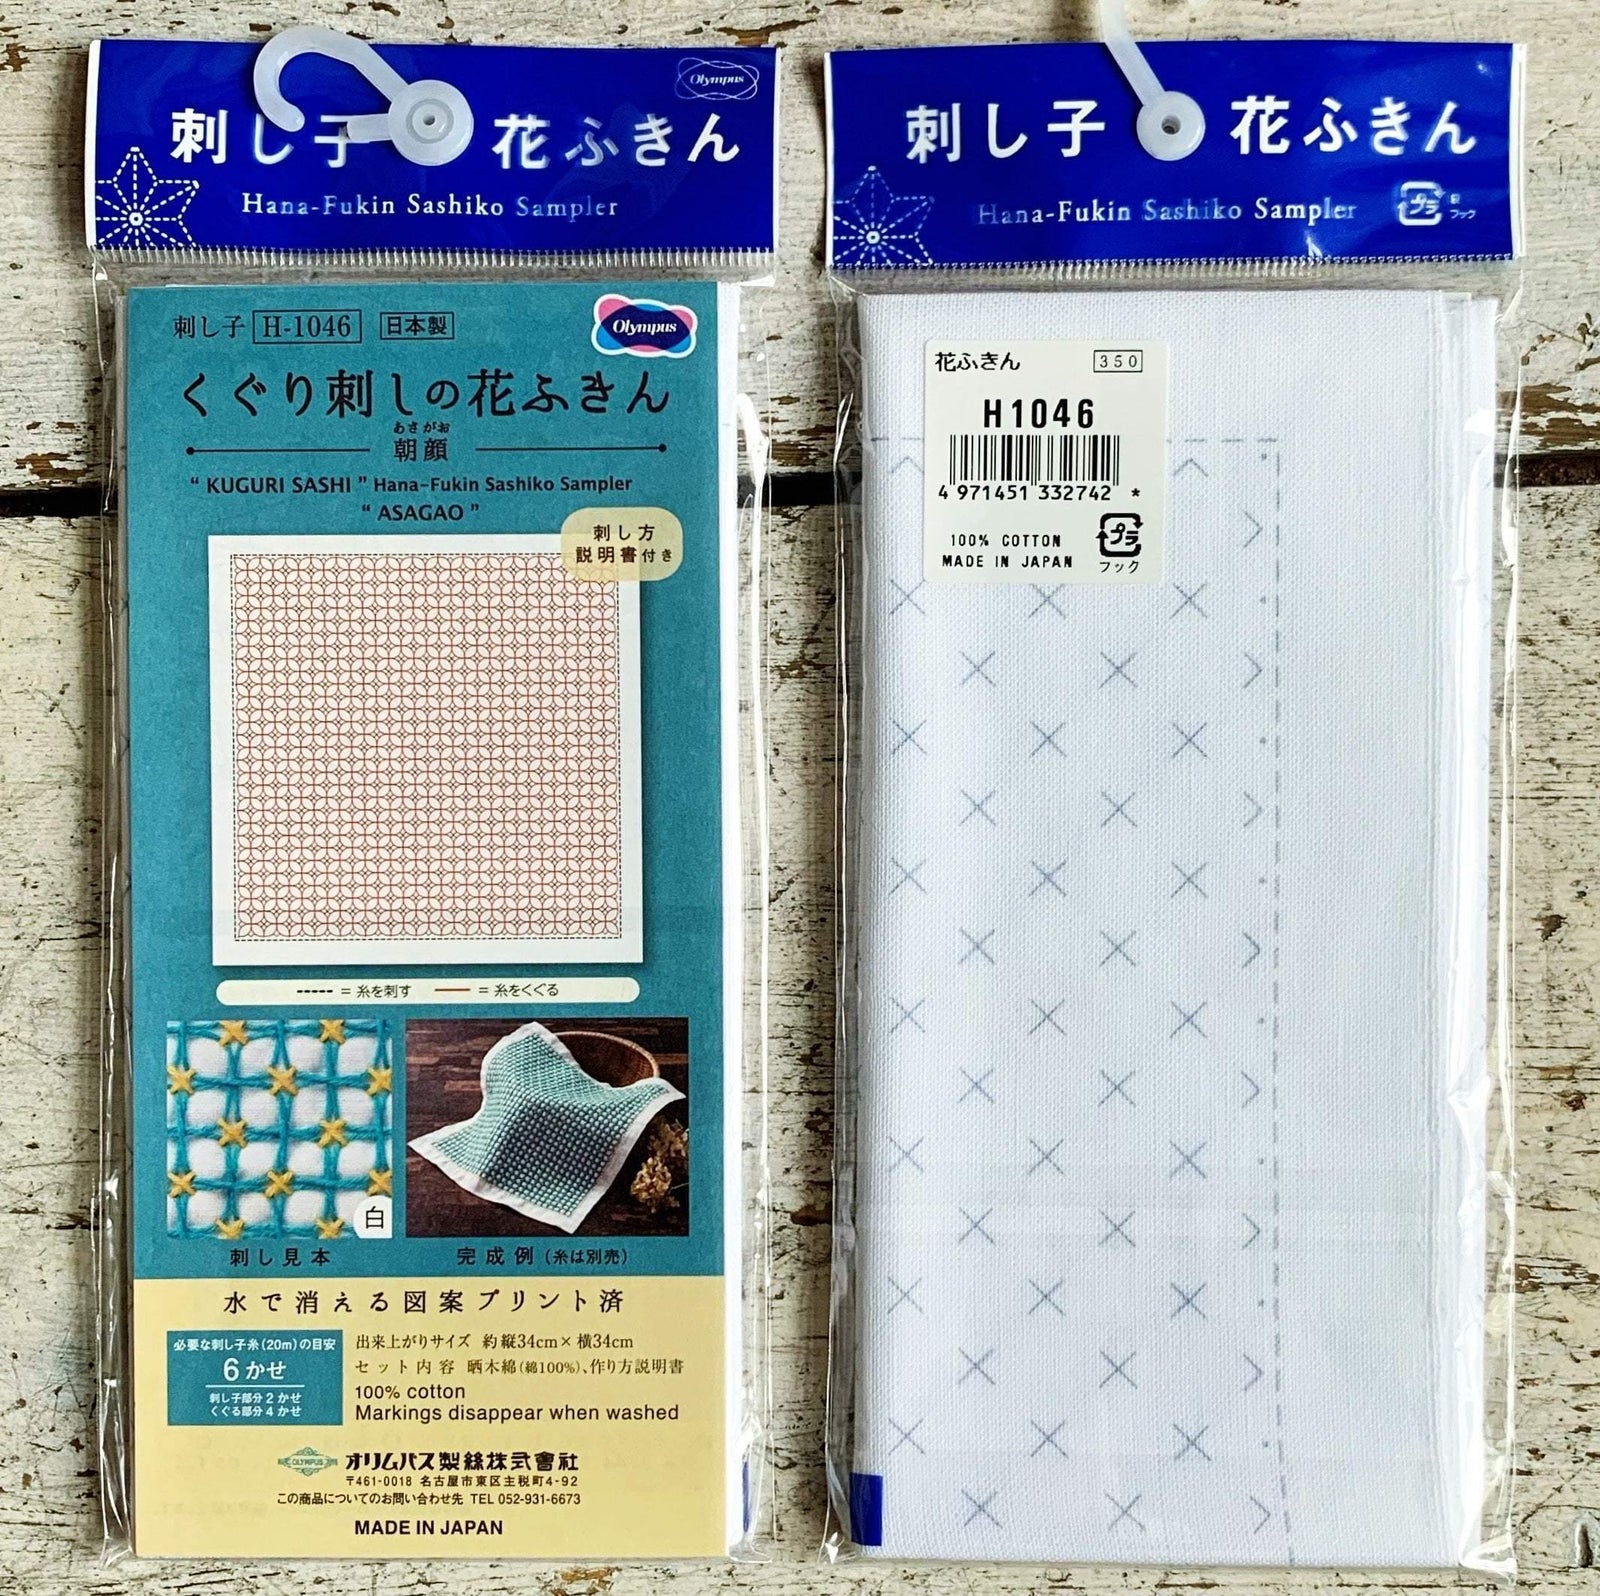 Olympus
刺し子 花ふきん
Hana-Fukin Sashiko Sampler
刺し子 H-1046 日本製
Olympus
くぐり刺しの花ふきん
あさがお
朝顔
“ KUGURI SASHI ” Hana-Fukin Sashiko Sampler
“ ASAGAO ”
刺し方
説明書付き
----- = 糸を刺す —— = 糸をくぐる
白
刺し見本
完成例(糸は別売)
水で消える図案プリント済
必要な刺し子糸(20m)の目安
6かせ
刺し子部分2かせ
くぐる部分4かせ
出来上がりサイズ 約縦34cm×横34cm
セット内容 晒木綿(綿100%)、作り方説明書
100% cotton
Markings disappear when washed
OLYMPUS
オリムパス製絲株式會社
〒461-0018 名古屋市東区主税町4-92
この商品についてのお問い合わせ先 TEL 052-931-6673
MADE IN JAPAN
刺し子 花ふきん
Hana-Fukin Sashiko Sampler
プラ
フック
花ふきん 350
H1046
4 971451 332742 *
100% COTTON
MADE IN JAPAN
プラ
フック